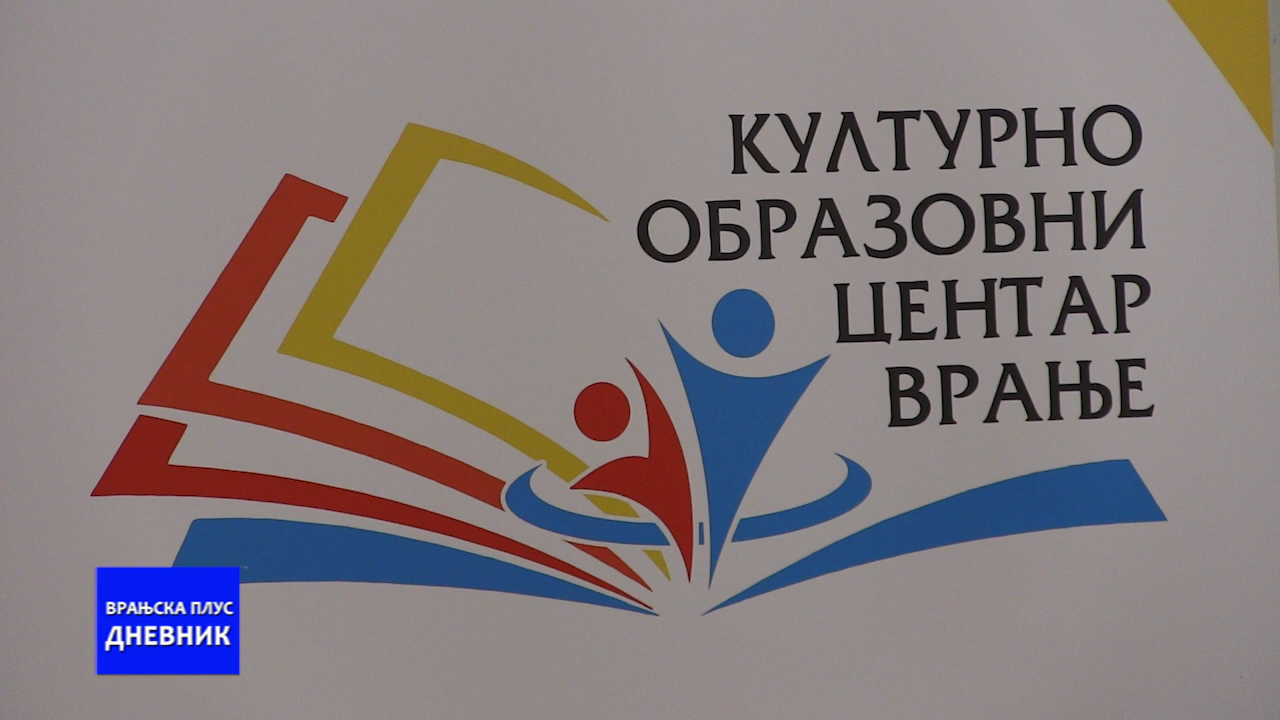 КУЛТУРНО
ОБРАЗОВНИ
ЦЕНТАР
ВРАЊЕ
ВРАЊСКА ПЛУС
ДНЕВНИК